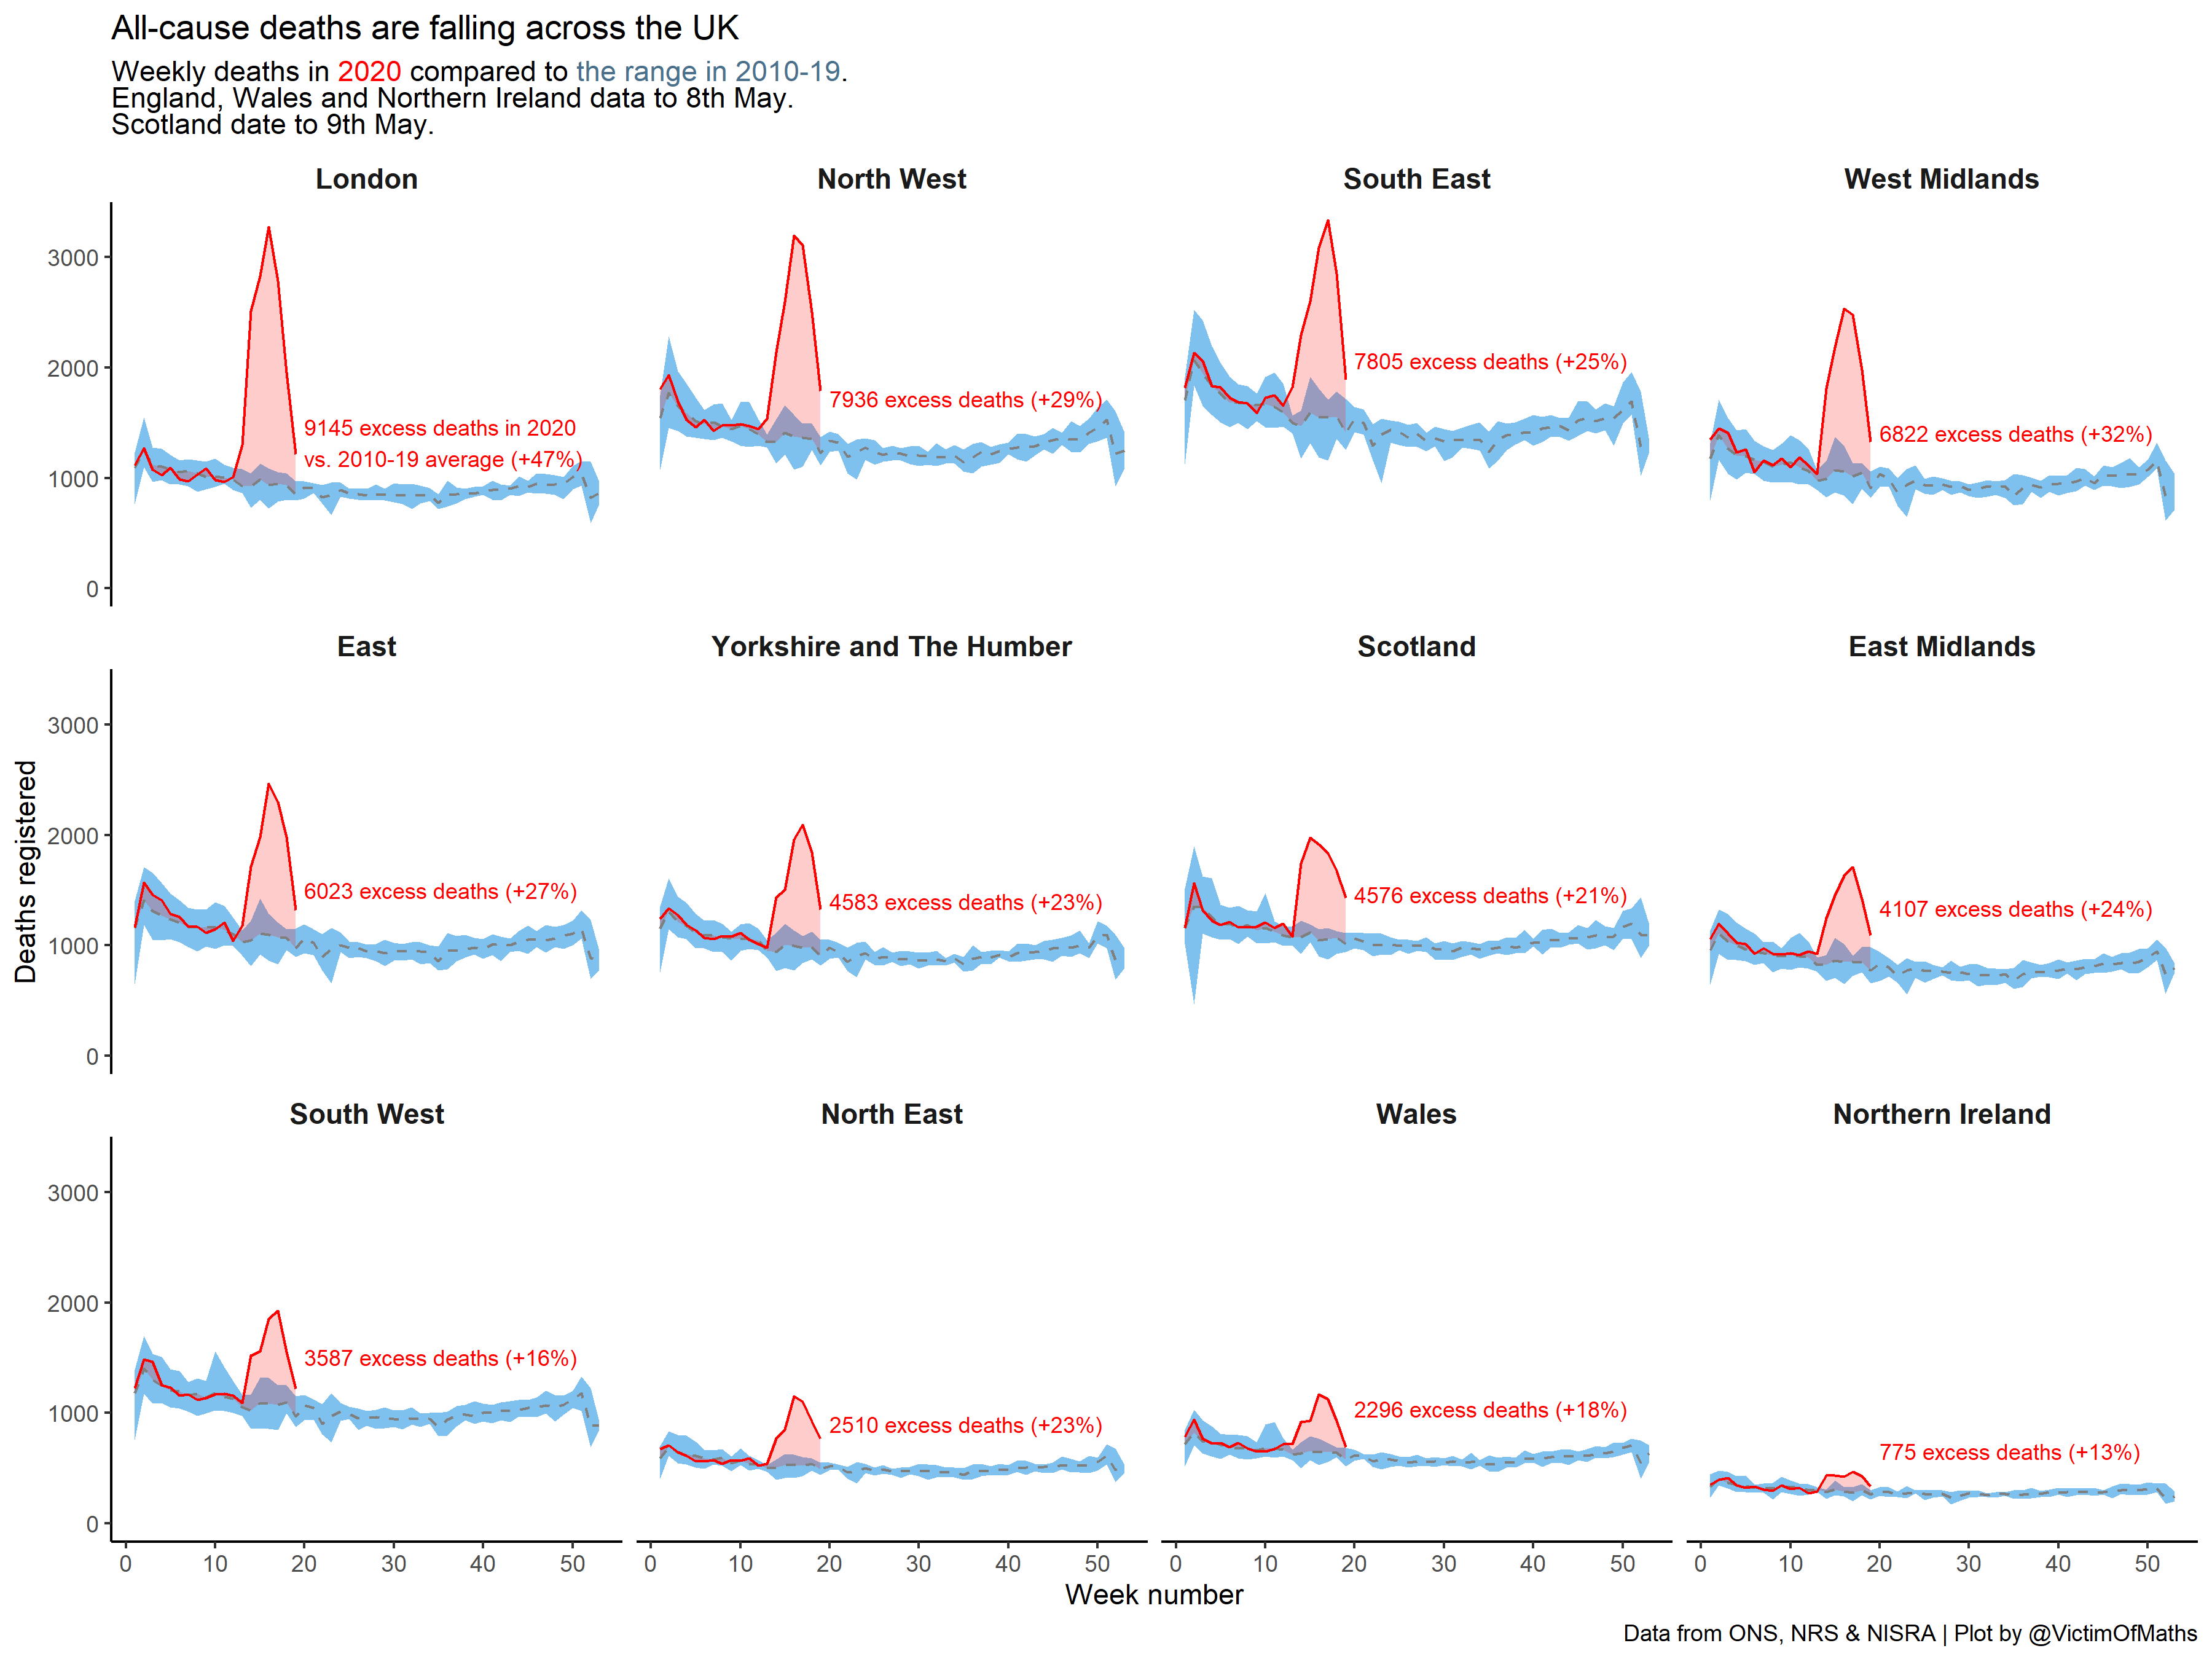 All-cause deaths are falling across the UK
Weekly deaths in 2020 compared to the range in 2010-19.
England, Wales and Northern Ireland data to 8th May.
Scotland date to 9th May.
London
North West
South East
West Midlands
3000
2000
1000
0
9145 excess deaths in 2020
vs. 2010-19 average (+47%)
7936 excess deaths (+29%)
7805 excess deaths (+25%)
6822 excess deaths (+32%)
East
Yorkshire and The Humber
Scotland
East Midlands
Deaths registered
3000
2000
1000
0
6023 excess deaths (+27%)
4583 excess deaths (+23%)
4576 excess deaths (+21%)
4107 excess deaths (+24%)
South West
North East
Wales
Northern Ireland
3000
2000
1000
0
3587 excess deaths (+16%)
2510 excess deaths (+23%)
2296 excess deaths (+18%)
775 excess deaths (+13%)
0 10 20 30 40 50
0 10 20 30 40 50
0 10 20 30 40 50
0 10 20 30 40 50
Week number
Data from ONS, NRS & NISRA | Plot by @VictimOfMaths